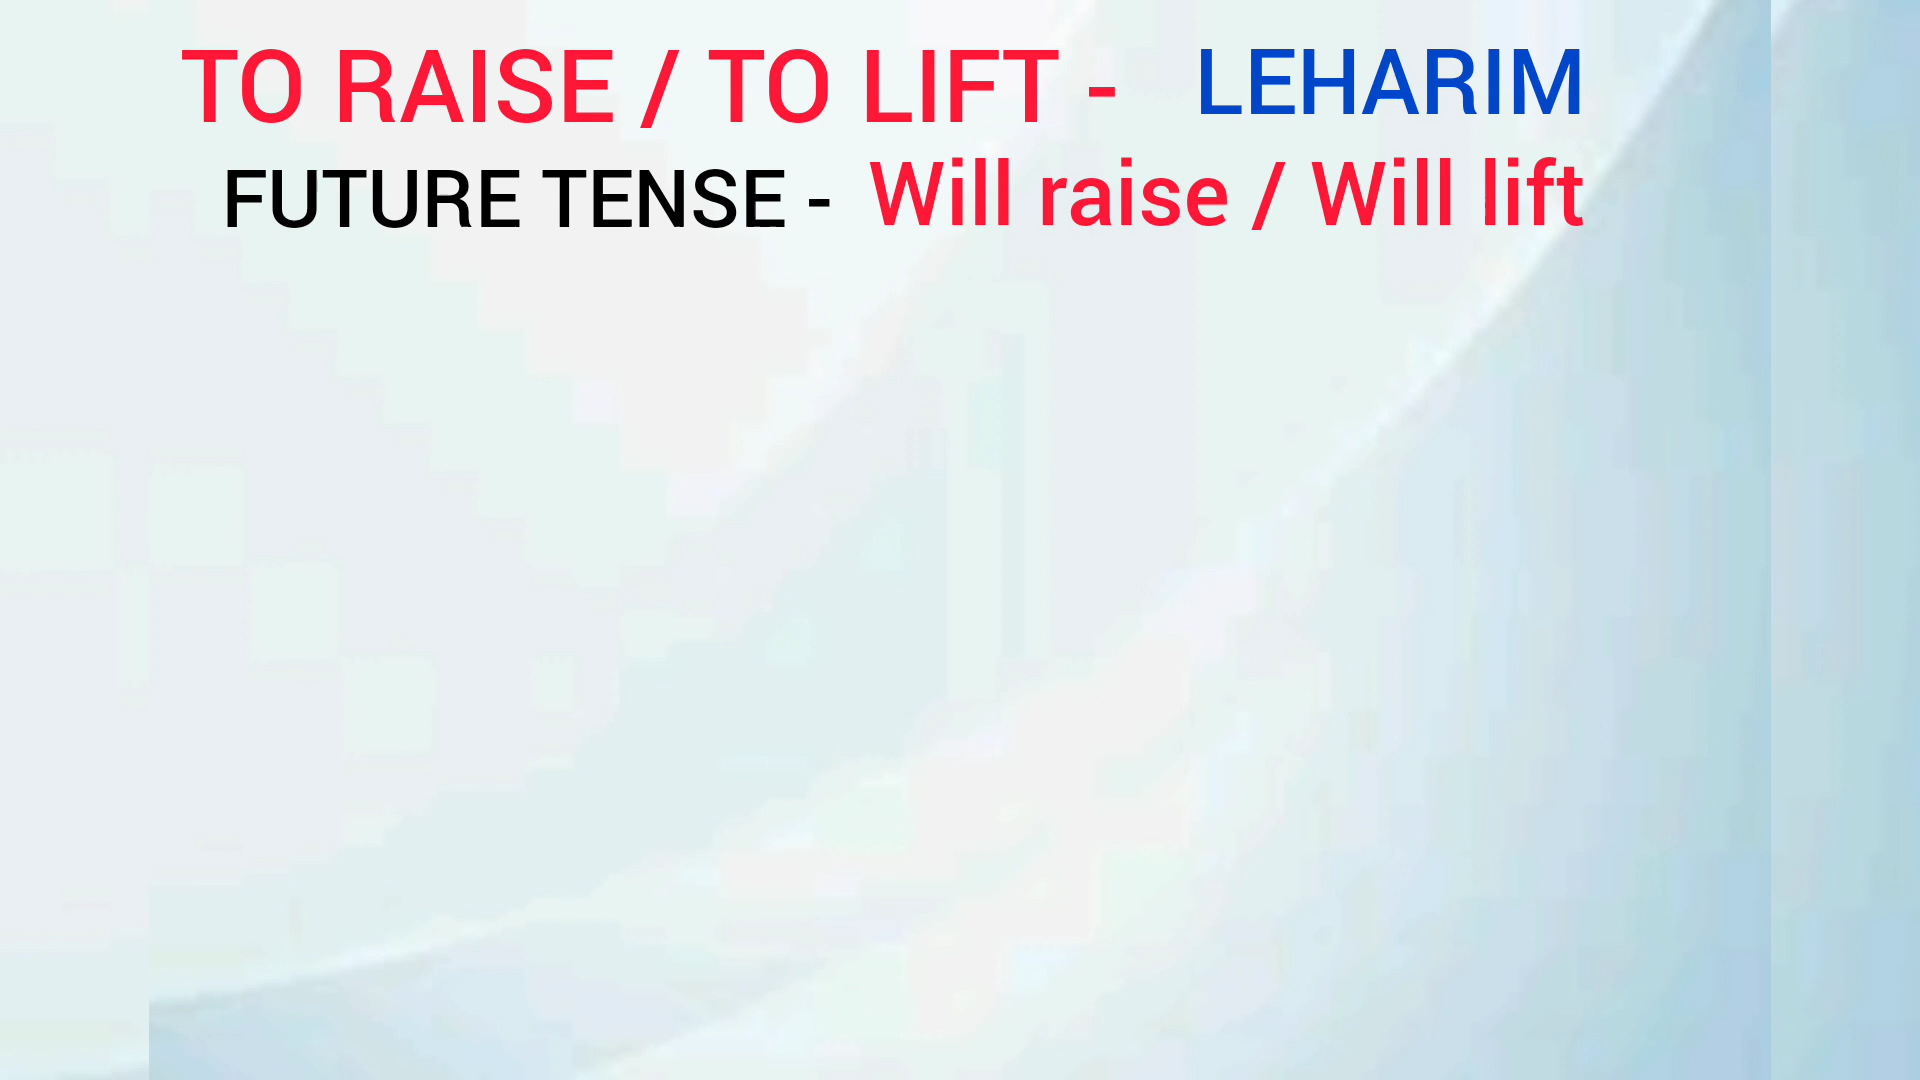 TO RAISE / TO LIFT - LEHARIM
FUTURE TENSE - Will raise / Will lift